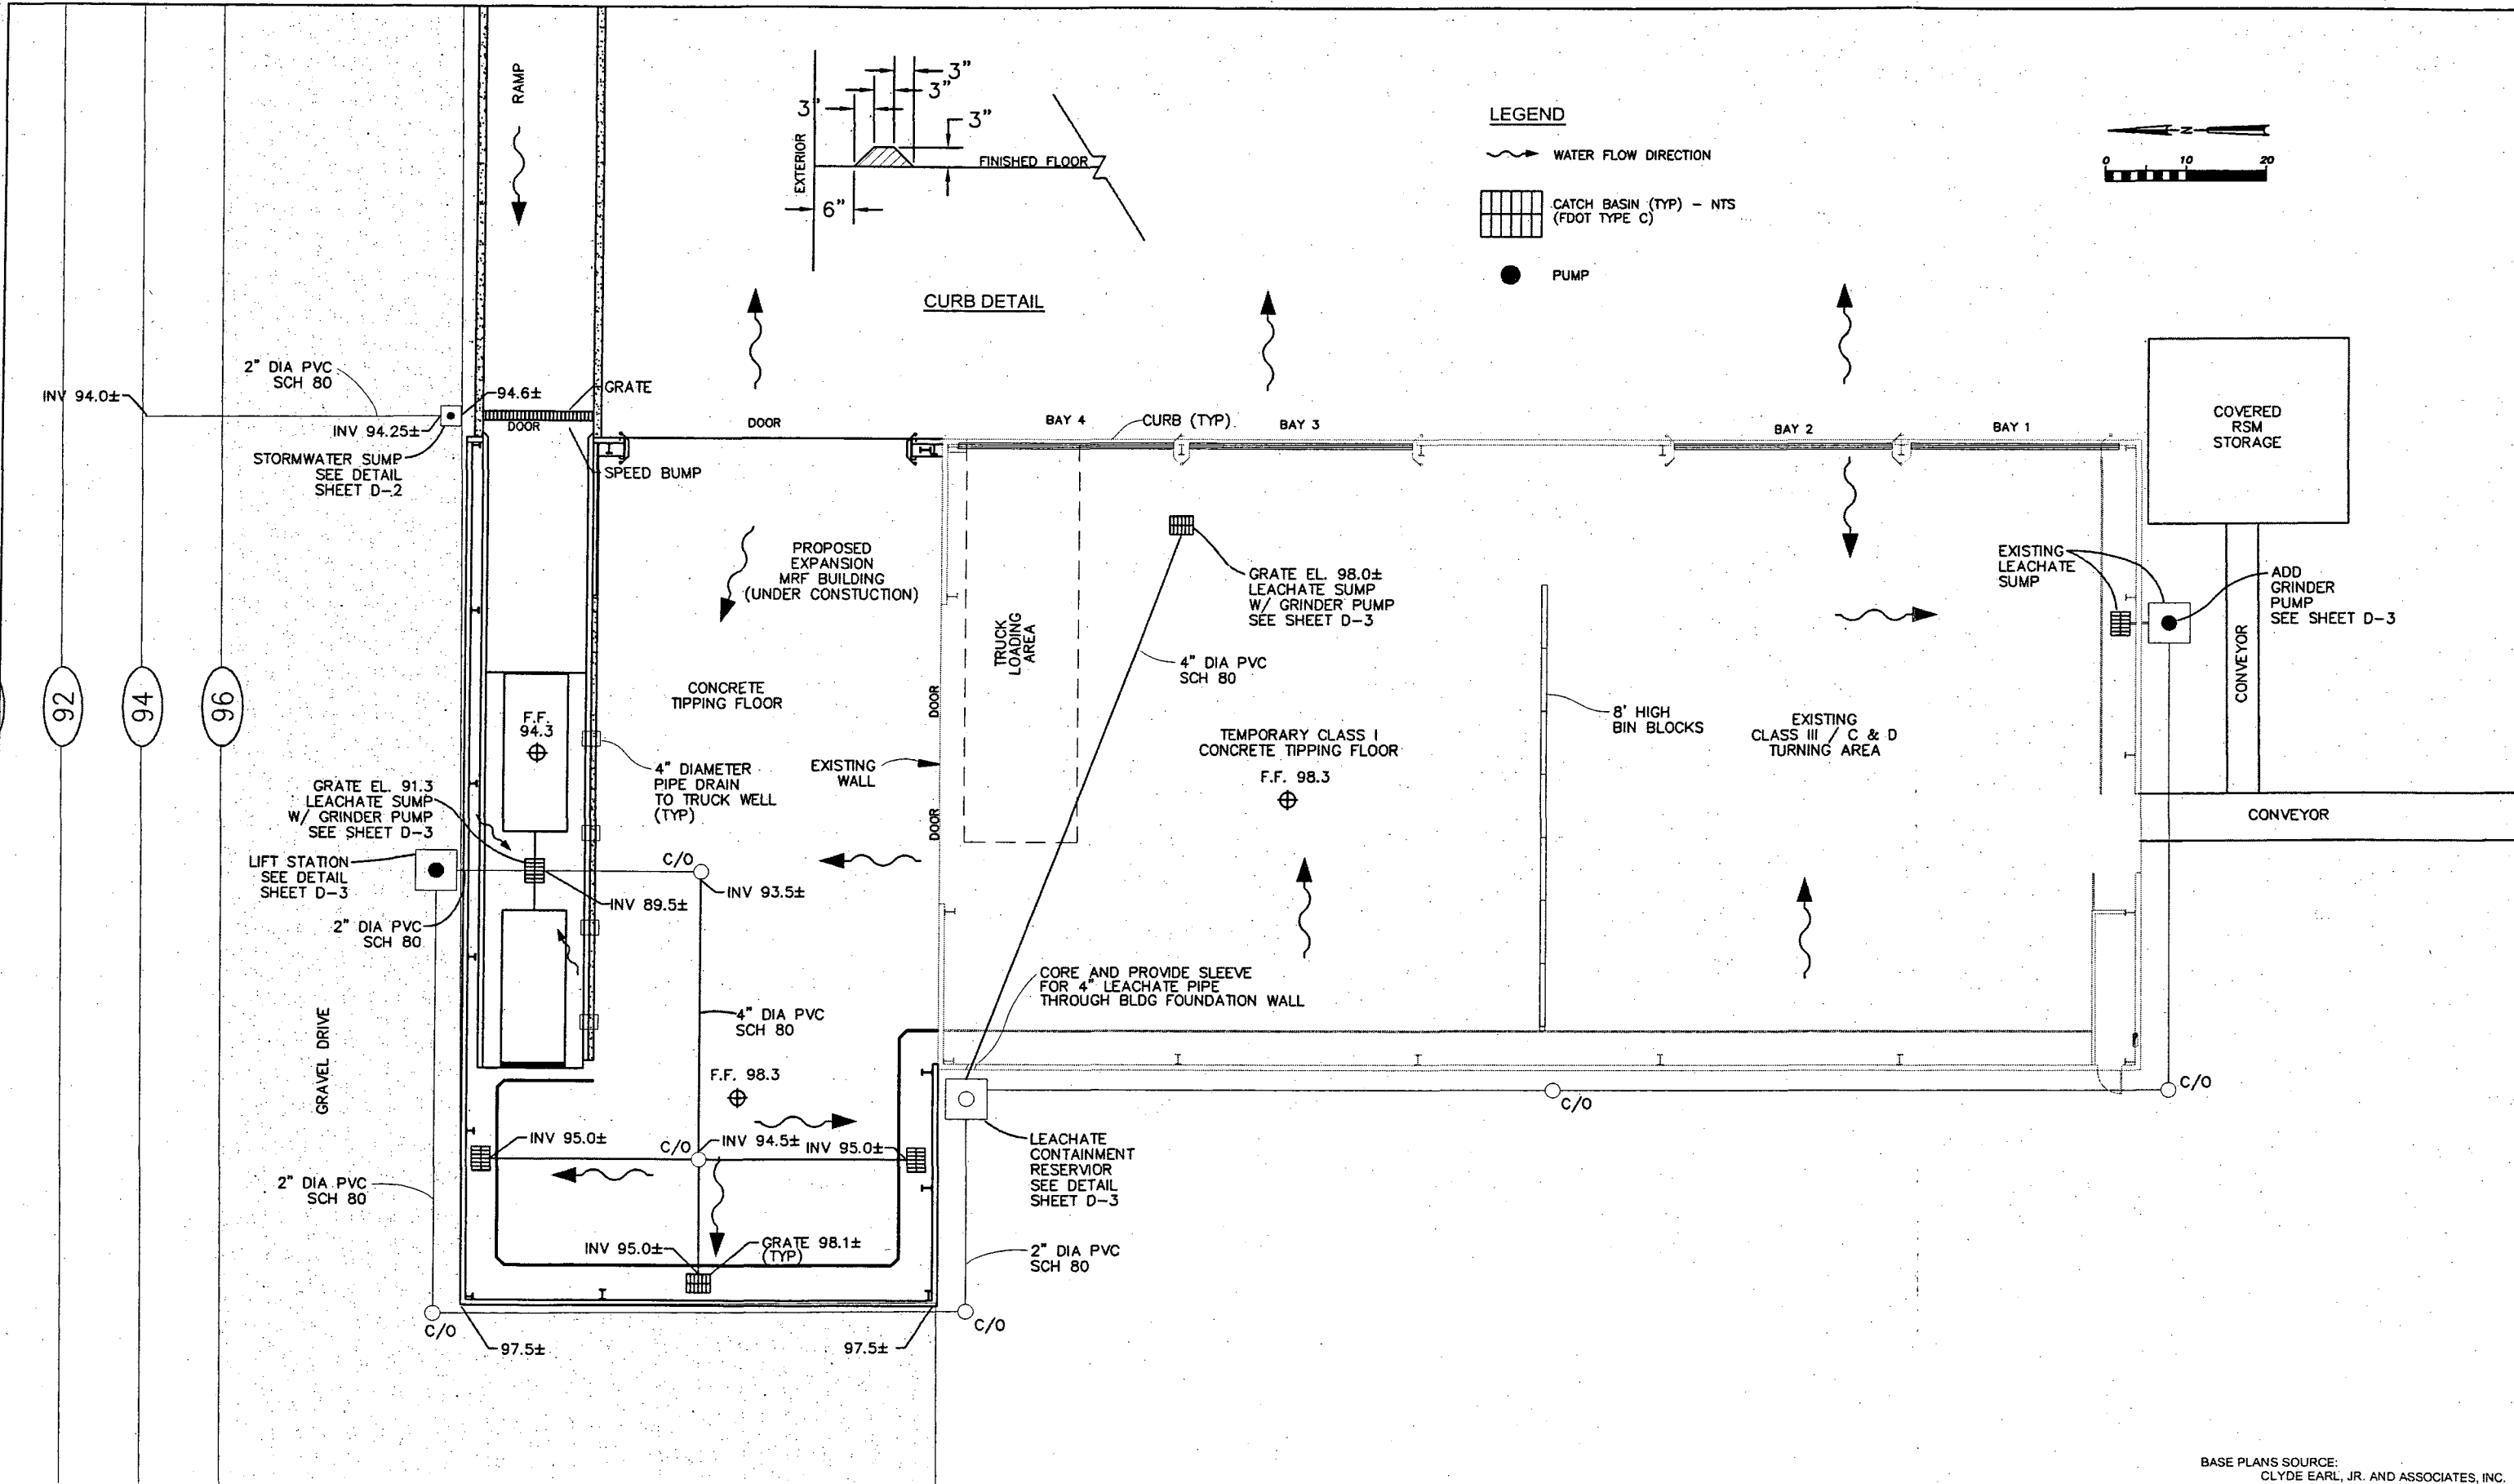 RAMP
3"
3"
3"
3"
EXTERIOR
FINISHED FLOOR
6"
CURB DETAIL
LEGEND
WATER FLOW DIRECTION
CATCH BASIN (TYP) - NTS
(FDOT TYPE C)
PUMP
N
0 10 20
2" DIA PVC
SCH 80
INV 94.0±
94.6±
GRATE
INV 94.25±
DOOR
STORMWATER SUMP
SEE DETAIL
SHEET D-2
SPEED BUMP
DOOR
BAY 4
CURB (TYP)
BAY 3
BAY 2
BAY 1
COVERED
RSM
STORAGE
PROPOSED
EXPANSION
MRF BUILDING
(UNDER CONSTUCTION)
TRUCK
LOADING
AREA
GRATE EL. 98.0±
LEACHATE SUMP
W/ GRINDER PUMP
SEE SHEET D-3
EXISTING
LEACHATE
SUMP
ADD
GRINDER
PUMP
SEE SHEET D-3
CONVEYOR
4" DIA PVC
SCH 80
92
94
96
F.F.
94.3
CONCRETE
TIPPING FLOOR
DOOR
8' HIGH
BIN BLOCKS
TEMPORARY CLASS I
CONCRETE TIPPING FLOOR
F.F. 98.3
EXISTING
CLASS III / C & D
TURNING AREA
4" DIAMETER
PIPE DRAIN
TO TRUCK WELL
(TYP)
EXISTING
WALL
DOOR
CONVEYOR
GRATE EL. 91.3
LEACHATE SUMP
W/ GRINDER PUMP
SEE SHEET D-3
LIFT STATION
SEE DETAIL
SHEET D-3
C/O
INV 93.5±
INV 89.5±
2" DIA PVC
SCH 80
CORE AND PROVIDE SLEEVE
FOR 4" LEACHATE PIPE
THROUGH BLDG FOUNDATION WALL
4" DIA PVC
SCH 80
GRAVEL DRIVE
F.F. 98.3
C/O
C/O
INV 95.0±
C/O
INV 94.5±
INV 95.0±
LEACHATE
CONTAINMENT
RESERVIOR
SEE DETAIL
SHEET D-3
2" DIA PVC
SCH 80
INV 95.0±
GRATE 98.1±
(TYP)
2" DIA PVC
SCH 80
C/O
C/O
97.5±
97.5±
BASE PLANS SOURCE:
CLYDE EARL, JR. AND ASSOCIATES, INC.